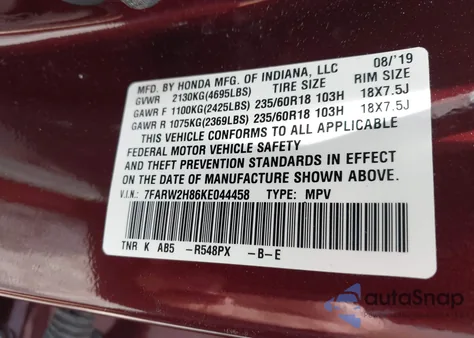 MFD. BY HONDA MFG. OF INDIANA, LLC 08/'19
GVWR 2130KG(4695LBS) TIRE SIZE RIM SIZE
GAWR F 1100KG(2425LBS) 235/60R18 103H 18X7.5J
GAWR R 1075KG(2369LBS) 235/60R18 103H 18X7.5J
THIS VEHICLE CONFORMS TO ALL APPLICABLE
FEDERAL MOTOR VEHICLE SAFETY
AND THEFT PREVENTION STANDARDS IN EFFECT
ON THE DATE OF MANUFACTURE SHOWN ABOVE.
V.I.N.: 7FARW2H86KE044458 TYPE: MPV
TNR K AB5 -R548PX -B-E
autoSnap